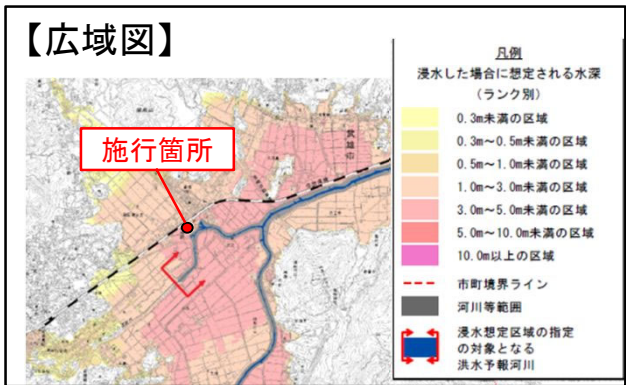 【広域図】
施行箇所
武雄市
凡例
浸水した場合に想定される水深
(ランク別)
0.3m未満の区域
0.3m～0.5m未満の区域
0.5m～1.0m未満の区域
1.0m～3.0m未満の区域
3.0m～5.0m未満の区域
5.0m～10.0m未満の区域
10.0m以上の区域
市町境界ライン
河川等範囲
浸水想定区域の指定
の対象となる
洪水予報河川